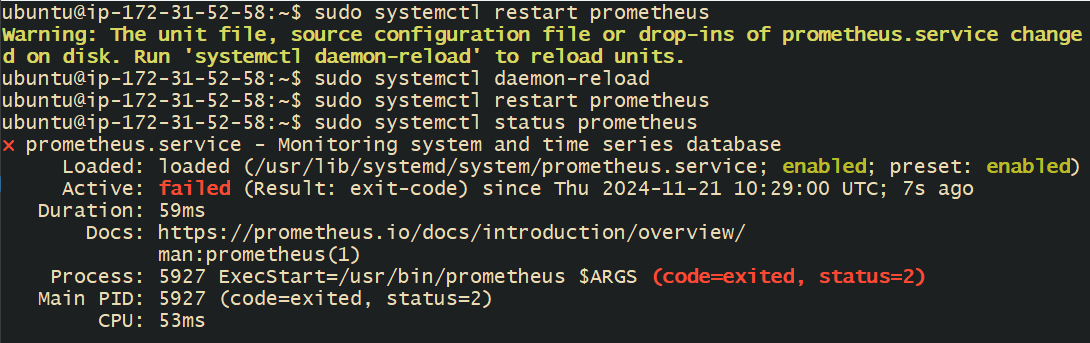 ubuntu@ip-172-31-52-58:~$ sudo systemctl restart prometheus
Warning: The unit file, source configuration file or drop-ins of prometheus.service change
d on disk. Run 'systemctl daemon-reload' to reload units.
ubuntu@ip-172-31-52-58:~$ sudo systemctl daemon-reload
ubuntu@ip-172-31-52-58:~$ sudo systemctl restart prometheus
ubuntu@ip-172-31-52-58:~$ sudo systemctl status prometheus
× prometheus.service - Monitoring system and time series database
     Loaded: loaded (/usr/lib/systemd/system/prometheus.service; enabled; preset: enabled)
     Active: failed (Result: exit-code) since Thu 2024-11-21 10:29:00 UTC; 7s ago
   Duration: 59ms
       Docs: https://prometheus.io/docs/introduction/overview/
             man:prometheus(1)
    Process: 5927 ExecStart=/usr/bin/prometheus $ARGS (code=exited, status=2)
   Main PID: 5927 (code=exited, status=2)
        CPU: 53ms